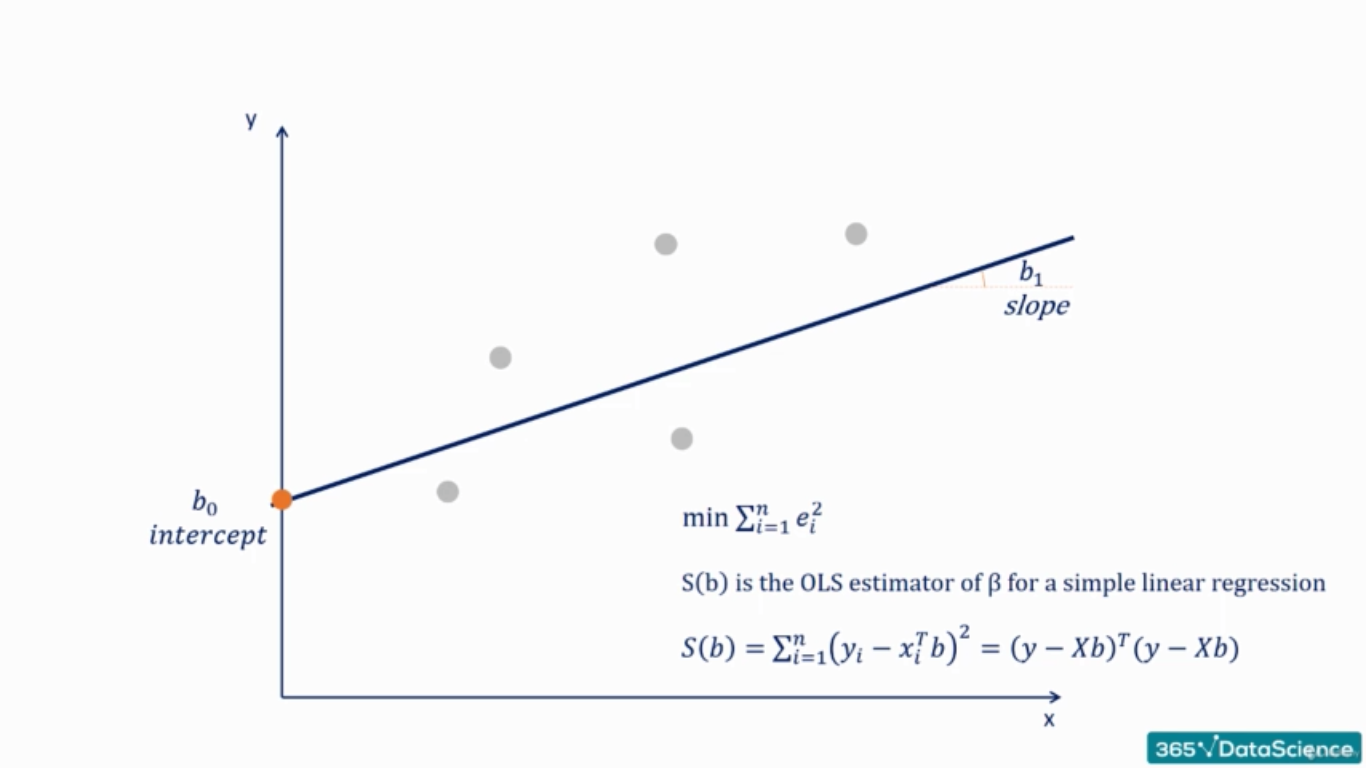 y
b₁
slope
b₀
intercept
min ∑ⁿᵢ₌₁ eᵢ²
S(b) is the OLS estimator of β for a simple linear regression
S(b) = ∑ⁿᵢ₌₁(yᵢ − xᵢᵀb)² = (y − Xb)ᵀ(y − Xb)
x
365 DataScience